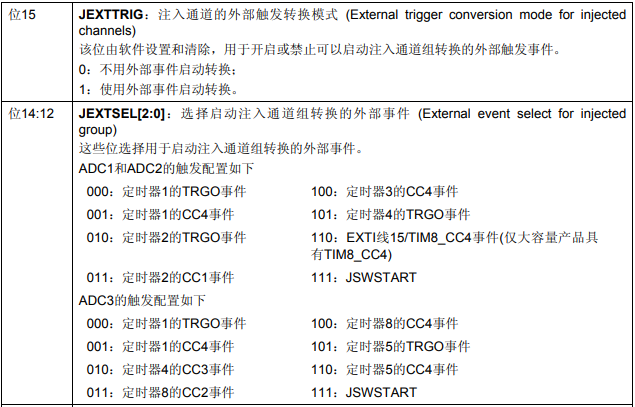 位15
JEXTTRIG：注入通道的外部触发转换模式 (External trigger conversion mode for injected
channels)
该位由软件设置和清除，用于开启或禁止可以启动注入通道组转换的外部触发事件。
0：不用外部事件启动转换；
1：使用外部事件启动转换。
位14:12
JEXTSEL[2:0]：选择启动注入通道组转换的外部事件 (External event select for injected
group)
这些位选择用于启动注入通道组转换的外部事件。
ADC1和ADC2的触发配置如下
000：定时器1的TRGO事件 100：定时器3的CC4事件
001：定时器1的CC4事件 101：定时器4的TRGO事件
010：定时器2的TRGO事件 110：EXTI线15/TIM8_CC4事件(仅大容量产品具
有TIM8_CC4)
011：定时器2的CC1事件 111：JSWSTART
ADC3的触发配置如下
000：定时器1的TRGO事件 100：定时器8的CC4事件
001：定时器1的CC4事件 101：定时器5的TRGO事件
010：定时器4的CC3事件 110：定时器5的CC4事件
011：定时器8的CC2事件 111：JSWSTART